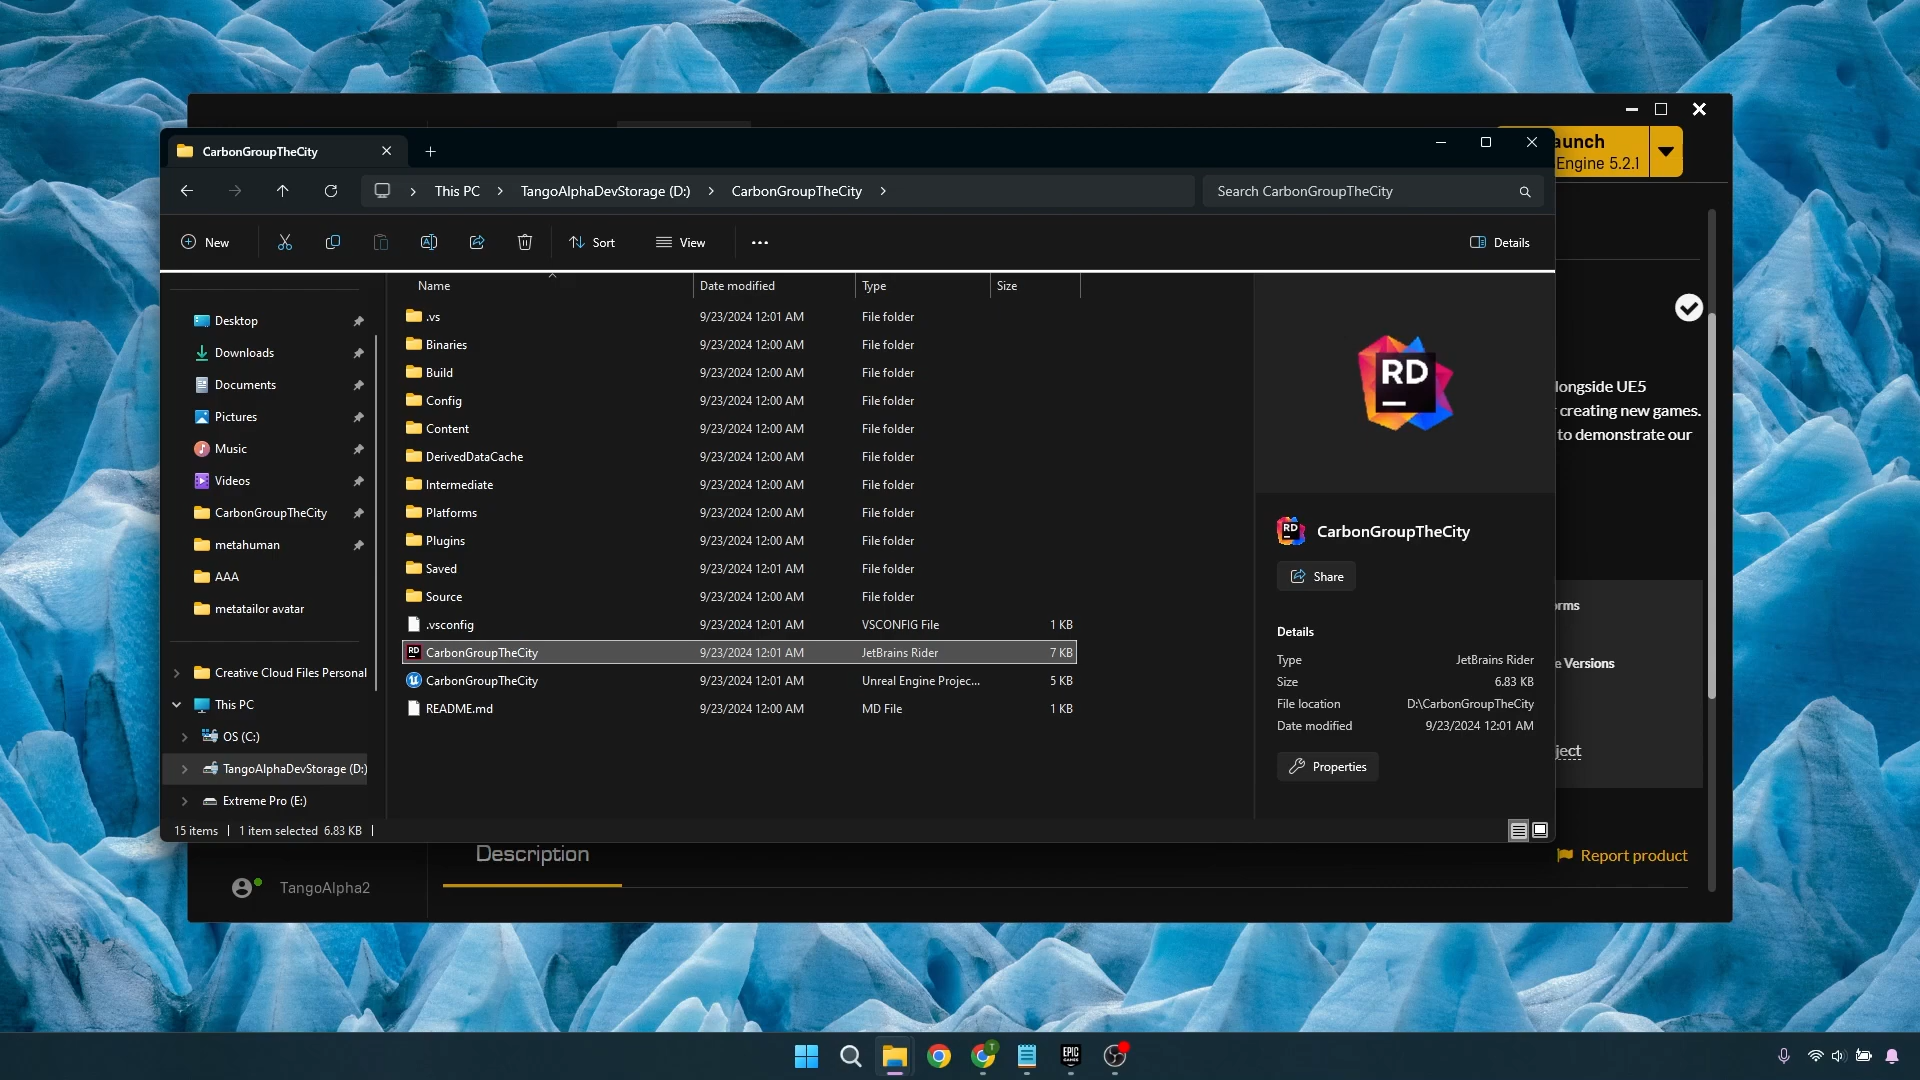 CarbonGroupTheCity
aunch
Engine 5.2.1
This PC
TangoAlphaDevStorage (D:)
CarbonGroupTheCity
Search CarbonGroupTheCity
New
Sort
View
Details
Name
Date modified
Type
Size
Desktop
Downloads
Documents
Pictures
Music
Videos
CarbonGroupTheCity
metahuman
AAA
metatailor avatar
Creative Cloud Files Personal
This PC
OS (C:)
TangoAlphaDevStorage (D:)
Extreme Pro (E:)
.vs 9/23/2024 12:01 AM File folder
Binaries 9/23/2024 12:00 AM File folder
Build 9/23/2024 12:00 AM File folder
Config 9/23/2024 12:00 AM File folder
Content 9/23/2024 12:00 AM File folder
DerivedDataCache 9/23/2024 12:00 AM File folder
Intermediate 9/23/2024 12:00 AM File folder
Platforms 9/23/2024 12:00 AM File folder
Plugins 9/23/2024 12:00 AM File folder
Saved 9/23/2024 12:01 AM File folder
Source 9/23/2024 12:00 AM File folder
.vsconfig 9/23/2024 12:01 AM VSCONFIG File 1 KB
RD CarbonGroupTheCity 9/23/2024 12:01 AM JetBrains Rider 7 KB
CarbonGroupTheCity 9/23/2024 12:01 AM Unreal Engine Projec... 5 KB
README.md 9/23/2024 12:00 AM MD File 1 KB
RD
RD CarbonGroupTheCity
Share
Details
Type JetBrains Rider
Size 6.83 KB
File location D:\CarbonGroupTheCity
Date modified 9/23/2024 12:01 AM
Properties
longside UE5
creating new games.
to demonstrate our
orms
e Versions
ject
15 items 1 item selected 6.83 KB
Description
Report product
TangoAlpha2
T
EPIC
GAMES